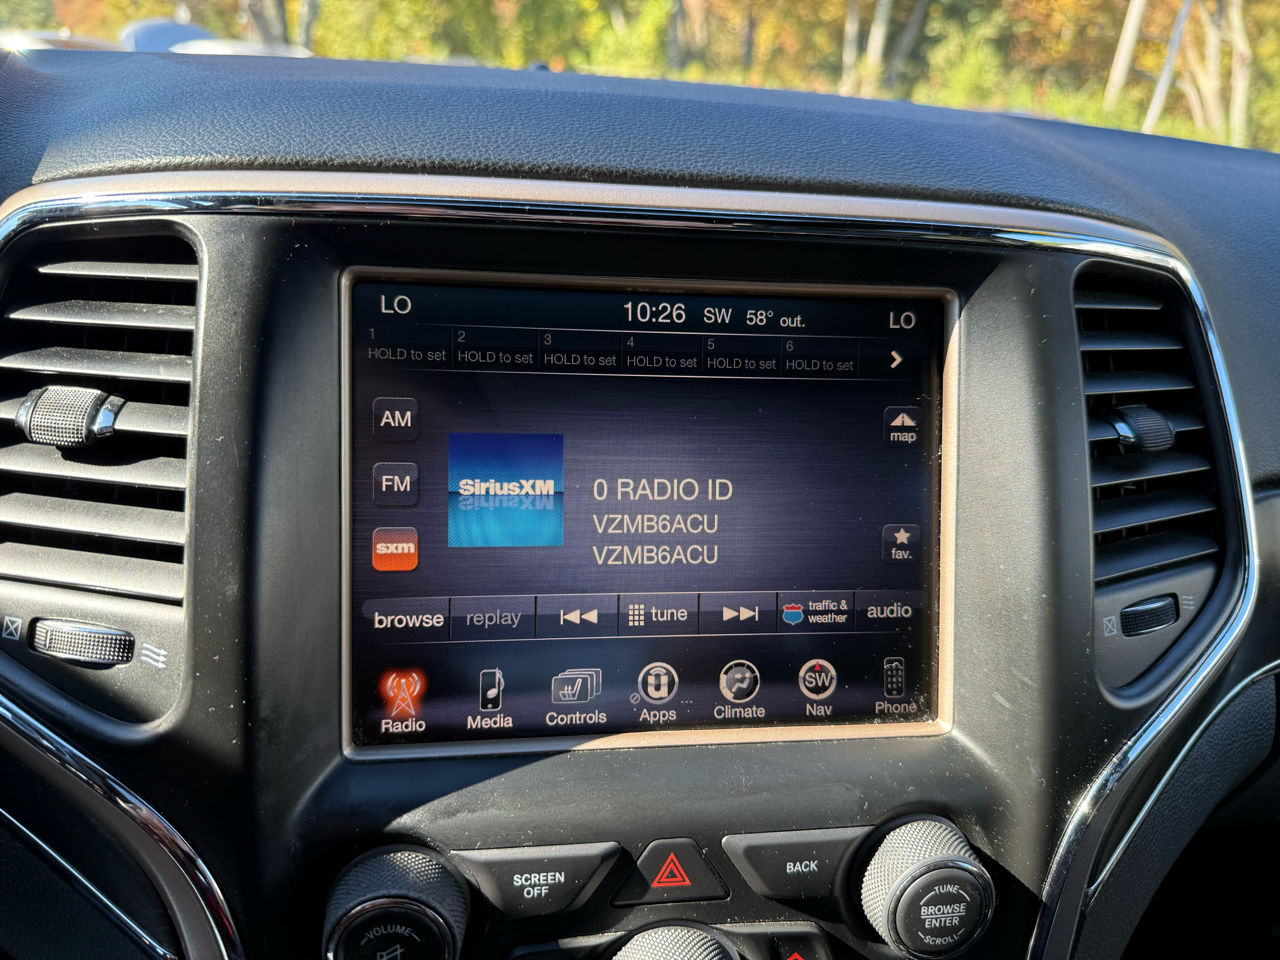 LO 10:26 SW 58° out. LO
1 2 3 4 5 6
HOLD to set HOLD to set HOLD to set HOLD to set HOLD to set HOLD to set
AM
map
FM
SiriusXM
0 RADIO ID
VZMB6ACU
VZMB6ACU
sxm
fav.
browse replay tune traffic & weather audio
SW
Radio Media Controls Apps Climate Nav Phone
SCREEN OFF
BACK
VOLUME
TUNE
BROWSE
ENTER
SCROLL